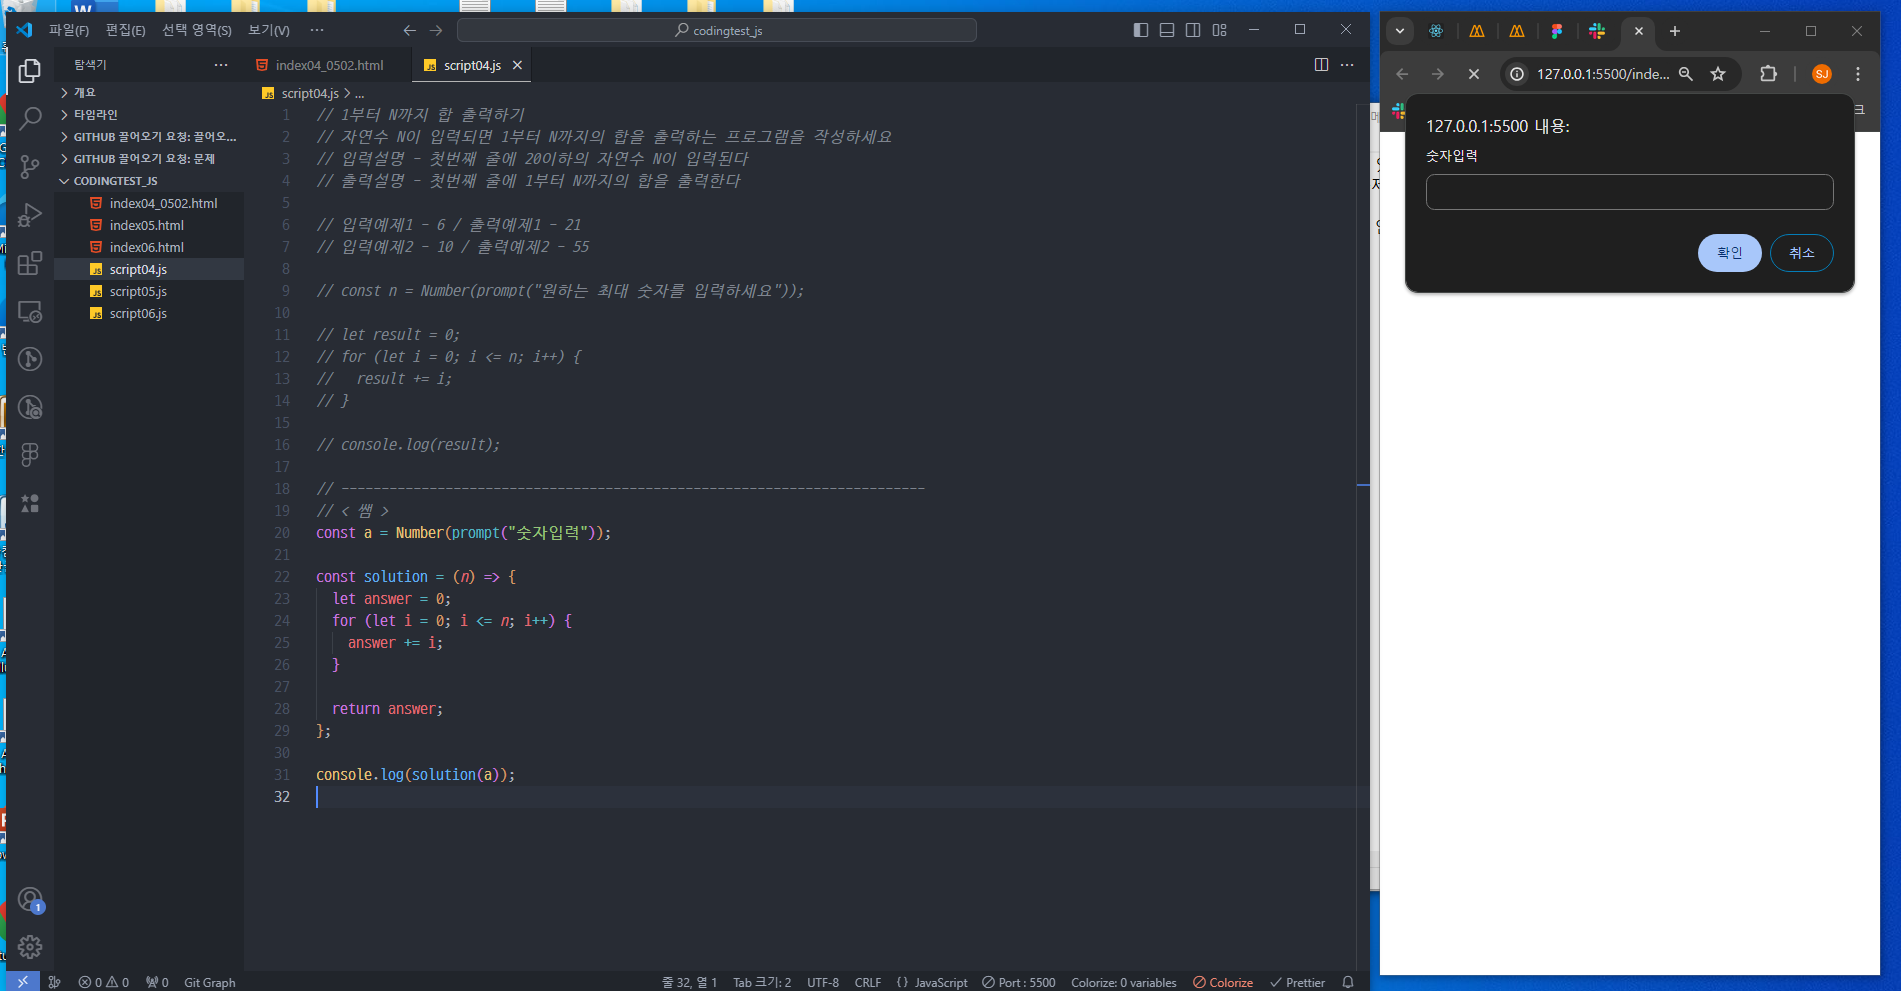 파일(F) 편집(E) 선택 영역(S) 보기(V) ··· codingtest_js
탐색기 ···
개요
타임라인
GITHUB 끌어오기 요청: 끌어오...
GITHUB 끌어오기 요청: 문제
CODINGTEST_JS
index04_0502.html
index05.html
index06.html
script04.js
script05.js
script06.js
index04_0502.html script04.js
script04.js > ...
1 // 1부터 N까지 합 출력하기
2 // 자연수 N이 입력되면 1부터 N까지의 합을 출력하는 프로그램을 작성하세요
3 // 입력설명 - 첫번째 줄에 20이하의 자연수 N이 입력된다
4 // 출력설명 - 첫번째 줄에 1부터 N까지의 합을 출력한다
5
6 // 입력예제1 - 6 / 출력예제1 - 21
7 // 입력예제2 - 10 / 출력예제2 - 55
8
9 // const n = Number(prompt("원하는 최대 숫자를 입력하세요"));
10
11 // let result = 0;
12 // for (let i = 0; i <= n; i++) {
13 //   result += i;
14 // }
15
16 // console.log(result);
17
18 // -------------------------------------------------------------------------
19 // < 쌤 >
20 const a = Number(prompt("숫자입력"));
21
22 const solution = (n) => {
23   let answer = 0;
24   for (let i = 0; i <= n; i++) {
25     answer += i;
26   }
27
28   return answer;
29 };
30
31 console.log(solution(a));
32
1
0 0 0 Git Graph 줄 32, 열 1 Tab 크기: 2 UTF-8 CRLF {} JavaScript Port : 5500 Colorize: 0 variables Colorize Prettier
127.0.0.1:5500/inde... SJ
127.0.0.1:5500 내용:
숫자입력
확인 취소